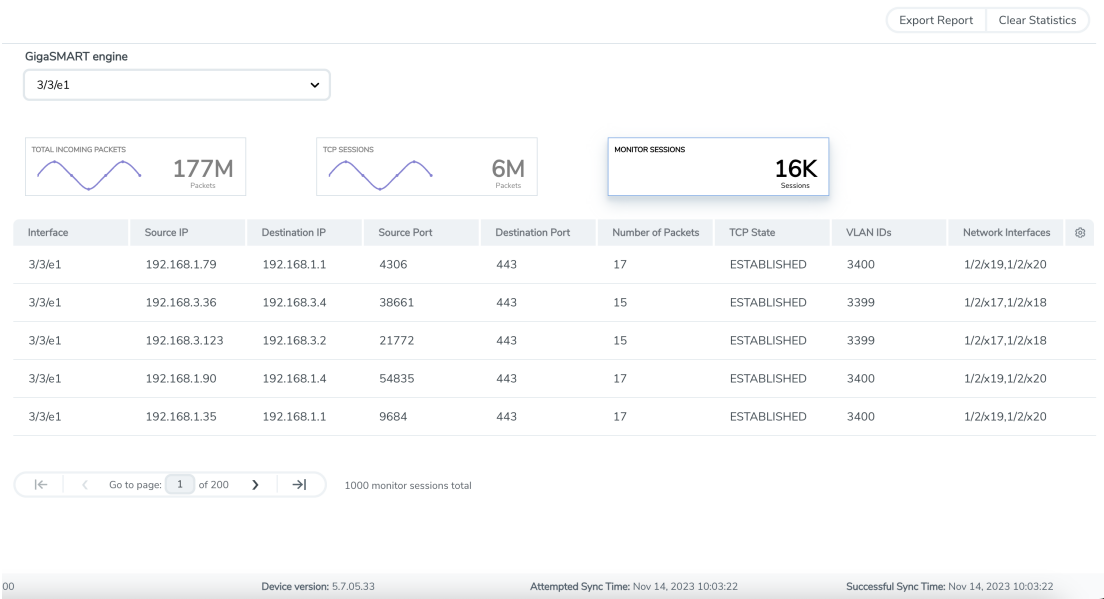 Export Report Clear Statistics
GigaSMART engine
3/3/e1
TOTAL INCOMING PACKETS
177M
Packets
TCP SESSIONS
6M
Packets
MONITOR SESSIONS
16K
Sessions
Interface Source IP Destination IP Source Port Destination Port Number of Packets TCP State VLAN IDs Network Interfaces
3/3/e1 192.168.1.79 192.168.1.1 4306 443 17 ESTABLISHED 3400 1/2/x19,1/2/x20
3/3/e1 192.168.3.36 192.168.3.4 38661 443 15 ESTABLISHED 3399 1/2/x17,1/2/x18
3/3/e1 192.168.3.123 192.168.3.2 21772 443 15 ESTABLISHED 3399 1/2/x17,1/2/x18
3/3/e1 192.168.1.90 192.168.1.4 54835 443 17 ESTABLISHED 3400 1/2/x19,1/2/x20
3/3/e1 192.168.1.35 192.168.1.1 9684 443 17 ESTABLISHED 3400 1/2/x19,1/2/x20
Go to page: 1 of 200 1000 monitor sessions total
00 Device version: 5.7.05.33 Attempted Sync Time: Nov 14, 2023 10:03:22 Successful Sync Time: Nov 14, 2023 10:03:22